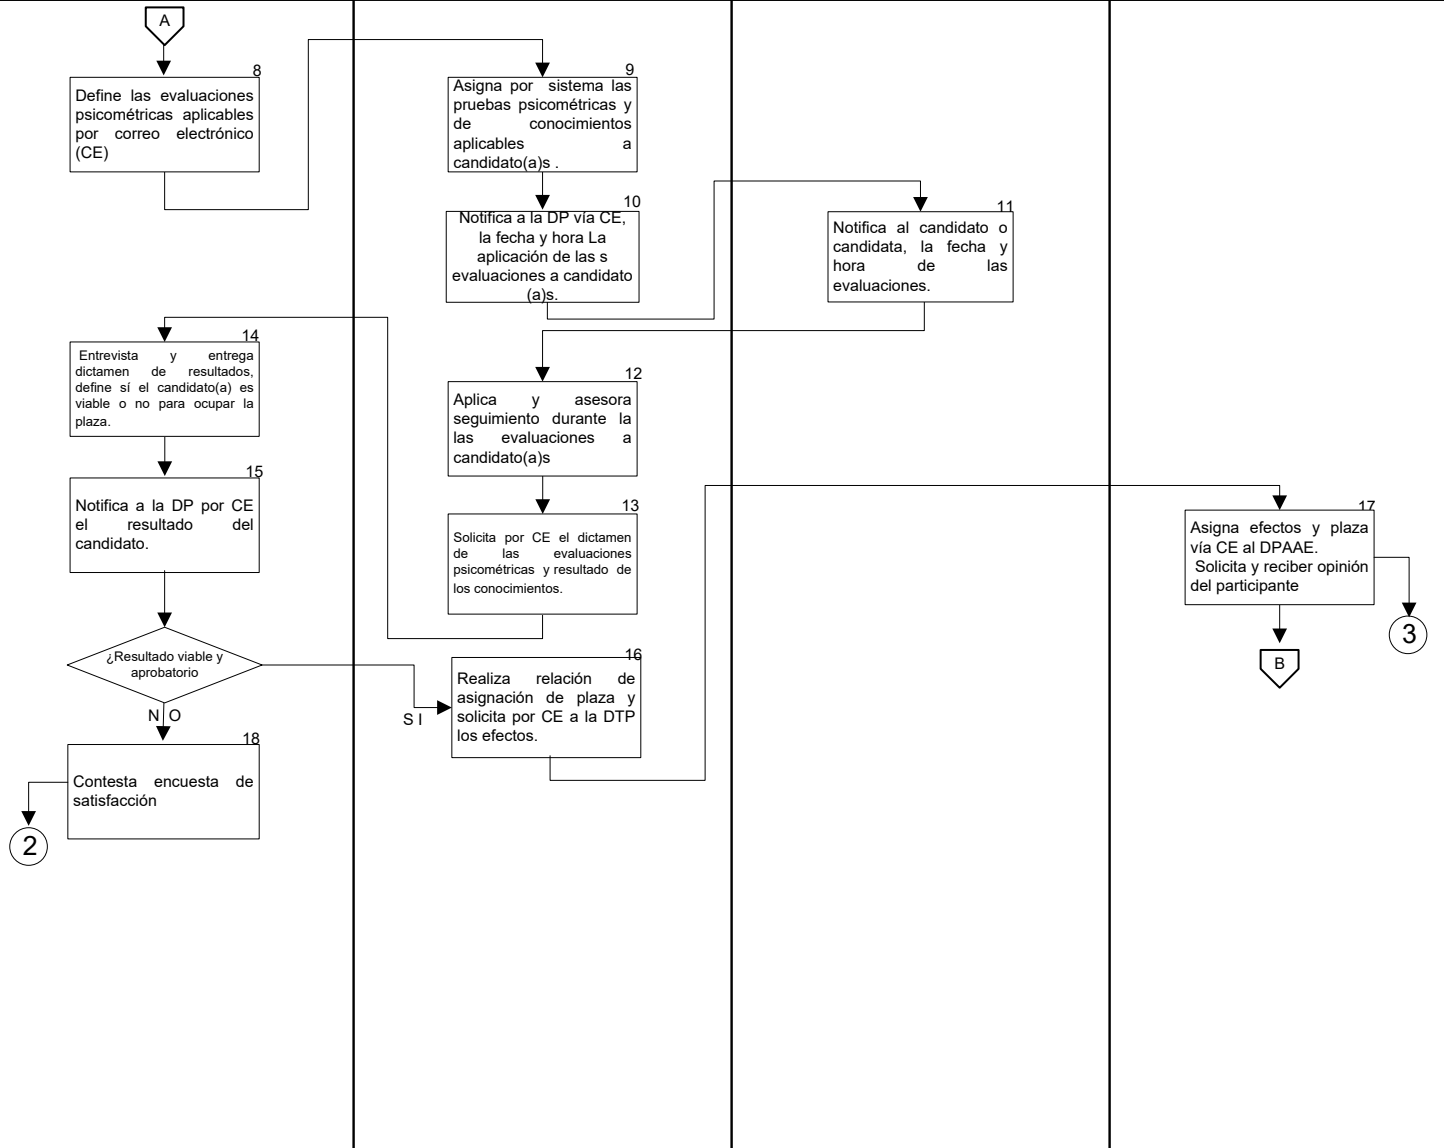 A
8
Define las evaluaciones
psicométricas aplicables
por correo electrónico
(CE)
9
Asigna por sistema las
pruebas psicométricas y
de conocimientos
aplicables a
candidato(a)s .
10
Notifica a la DP vía CE,
la fecha y hora La
aplicación de las s
evaluaciones a candidato
(a)s.
11
Notifica al candidato o
candidata, la fecha y
hora de las
evaluaciones.
12
Aplica y asesora
seguimiento durante la
las evaluaciones a
candidato(a)s
13
Solicita por CE el dictamen
de las evaluaciones
psicométricas y resultado de
los conocimientos.
14
Entrevista y entrega
dictamen de resultados,
define sí el candidato(a) es
viable o no para ocupar la
plaza.
15
Notifica a la DP por CE
el resultado del
candidato.
¿Resultado viable y
aprobatorio
NO
SI
16
Realiza relación de
asignación de plaza y
solicita por CE a la DTP
los efectos.
17
Asigna efectos y plaza
vía CE al DPAAE.
Solicita y reciber opinión
del participante
3
B
18
Contesta encuesta de
satisfacción
2